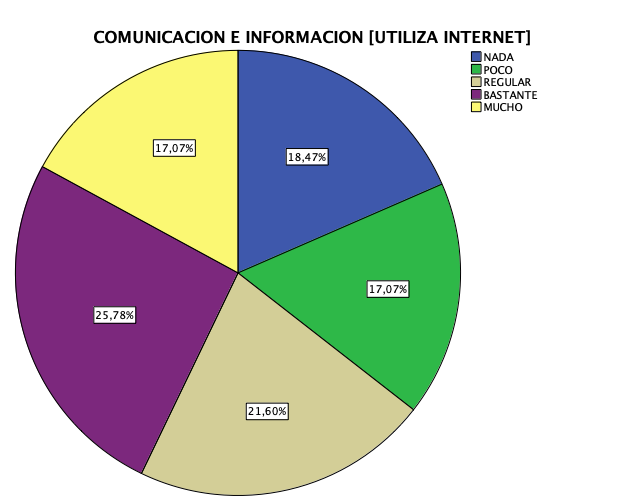 COMUNICACION E INFORMACION [UTILIZA INTERNET]
NADA
POCO
REGULAR
BASTANTE
MUCHO
17,07%
18,47%
17,07%
25,78%
21,60%